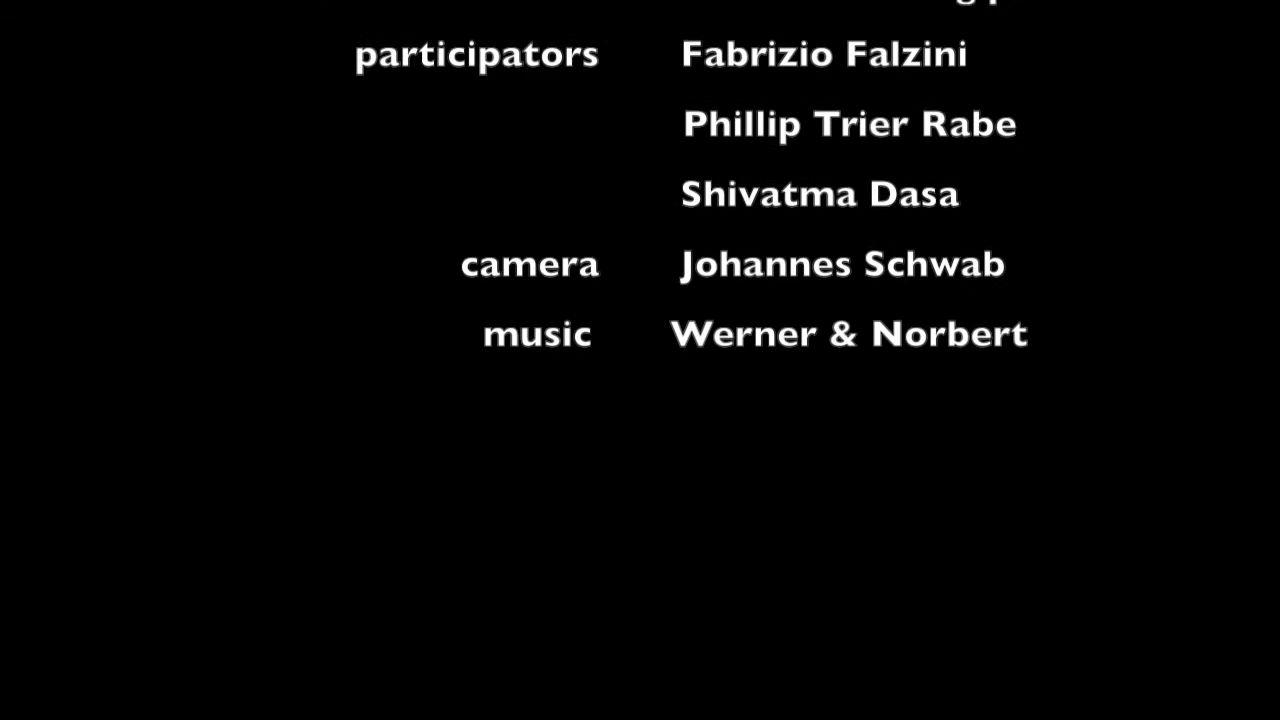 participators Fabrizio Falzini
Phillip Trier Rabe
Shivatma Dasa
camera Johannes Schwab
music Werner & Norbert